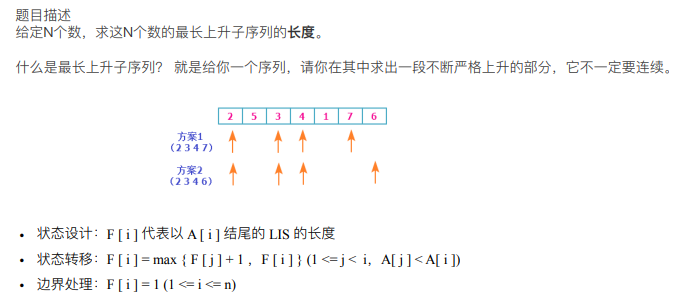 题目描述
给定N个数，求这N个数的最长上升子序列的长度。
什么是最长上升子序列？ 就是给你一个序列，请你在其中求出一段不断严格上升的部分，它不一定要连续。
2 5 3 4 1 7 6
方案1
（2 3 4 7）
方案2
（2 3 4 6）
• 状态设计：F [ i ] 代表以 A [ i ] 结尾的 LIS 的长度
• 状态转移：F [ i ] = max { F [ j ] + 1 ，F [ i ] } (1 <= j < i，A[ j ] < A[ i ])
• 边界处理：F [ i ] = 1 (1 <= i <= n)